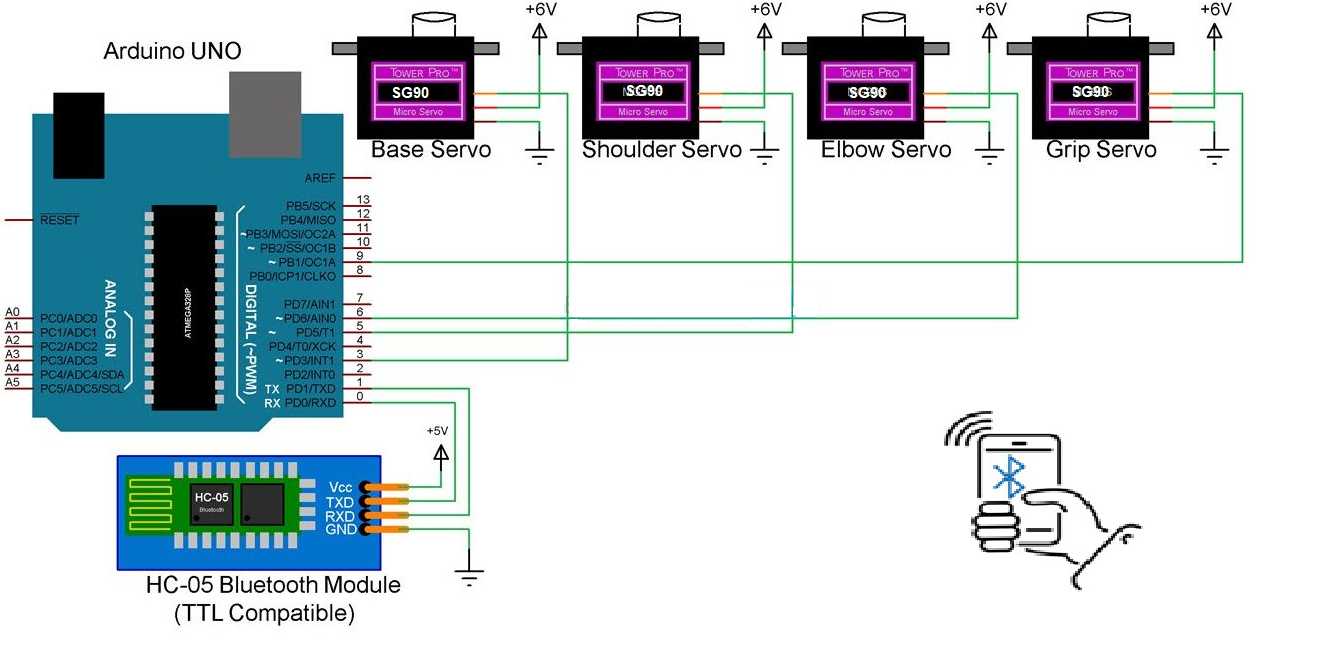 Arduino UNO
+6V
+6V
+6V
+6V
TOWER PRO™
SG90
Micro Servo
Base Servo
TOWER PRO™
SG90
Micro Servo
Shoulder Servo
TOWER PRO™
SG90
Micro Servo
Elbow Servo
TOWER PRO™
SG90
Micro Servo
Grip Servo
AREF
RESET
PB5/SCK 13
PB4/MISO 12
~PB3/MOSI/OC2A 11
~ PB2/SS/OC1B 10
~ PB1/OC1A 9
PB0/ICP1/CLKO 8
PD7/AIN1 7
~ PD6/AIN0 6
~ PD5/T1 5
PD4/T0/XCK 4
~ PD3/INT1 3
PD2/INT0 2
TX PD1/TXD 1
RX PD0/RXD 0
A0 PC0/ADC0
A1 PC1/ADC1
A2 PC2/ADC2
A3 PC3/ADC3
A4 PC4/ADC4/SDA
A5 PC5/ADC5/SCL
ANALOG IN
ATMEGA328P
DIGITAL (~PWM)
+5V
HC-05
Bluetooth
Vcc
TXD
RXD
GND
HC-05 Bluetooth Module
(TTL Compatible)